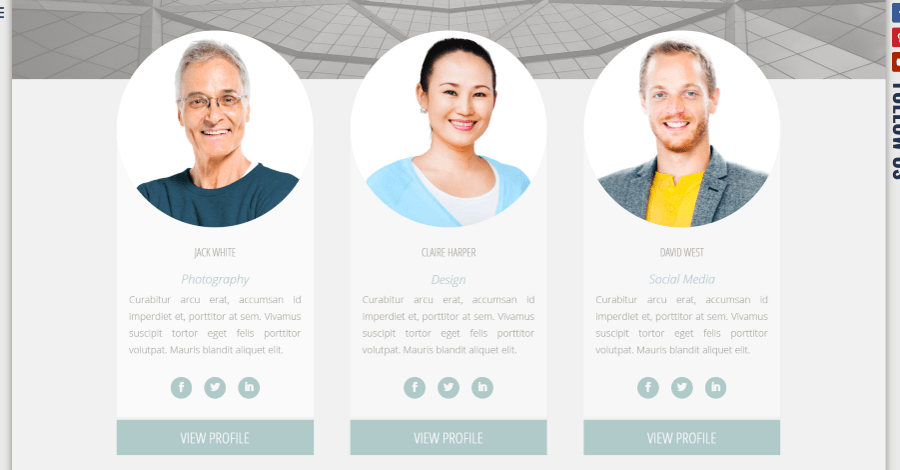 JACK WHITE
Photography
Curabitur arcu erat, accumsan id
imperdiet et, porttitor at sem. Vivamus
suscipit tortor eget felis porttitor
volutpat. Mauris blandit aliquet elit.
VIEW PROFILE
CLAIRE HARPER
Design
Curabitur arcu erat, accumsan id
imperdiet et, porttitor at sem. Vivamus
suscipit tortor eget felis porttitor
volutpat. Mauris blandit aliquet elit.
VIEW PROFILE
DAVID WEST
Social Media
Curabitur arcu erat, accumsan id
imperdiet et, porttitor at sem. Vivamus
suscipit tortor eget felis porttitor
volutpat. Mauris blandit aliquet elit.
VIEW PROFILE
FOLLOW US